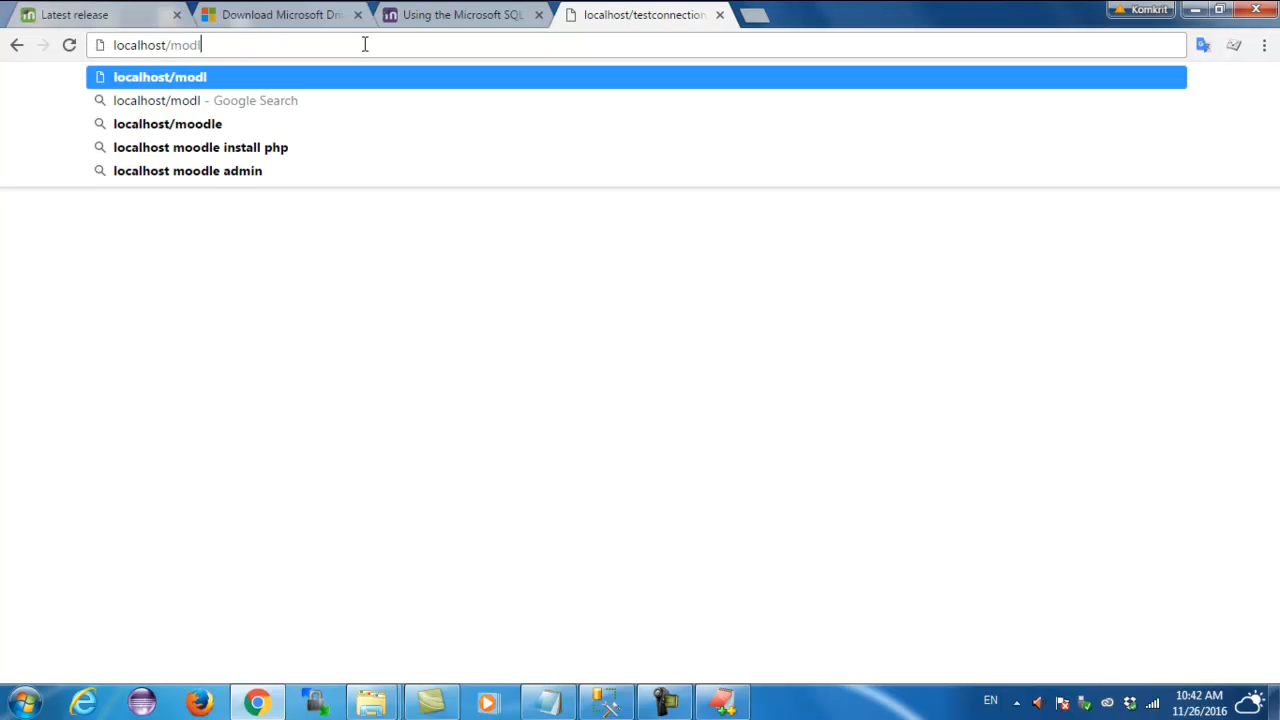 Latest release
Download Microsoft Dri
Using the Microsoft SQL
localhost/testconnection
Komkrit
localhost/modl
localhost/modl
localhost/modl - Google Search
localhost/moodle
localhost moodle install php
localhost moodle admin
EN
10:42 AM
11/26/2016